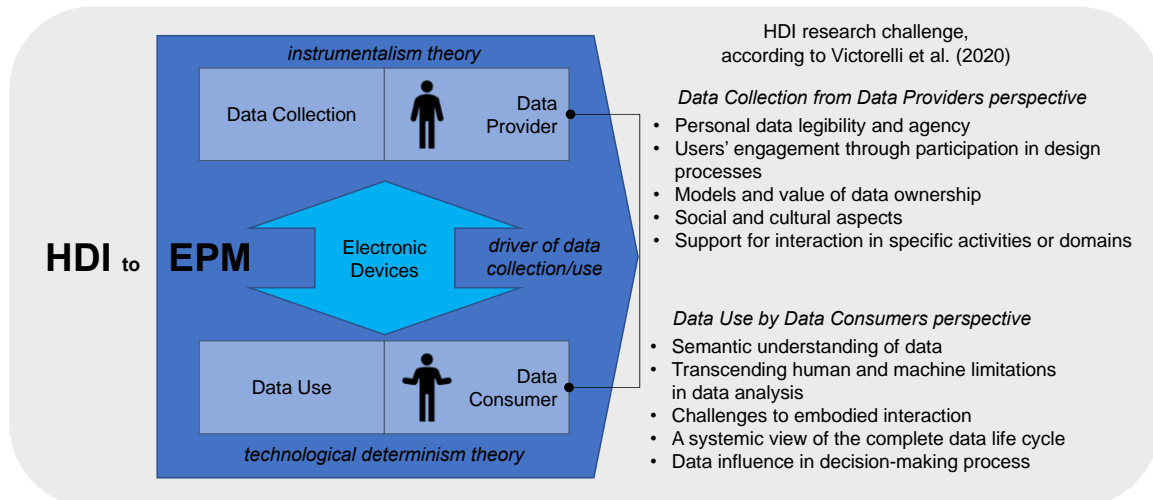 instrumentalism theory
Data Collection
Data
Provider
HDI to EPM
Electronic
Devices
driver of data
collection/use
Data Use
Data
Consumer
technological determinism theory
HDI research challenge,
according to Victorelli et al. (2020)
Data Collection from Data Providers perspective
• Personal data legibility and agency
• Users’ engagement through participation in design
processes
• Models and value of data ownership
• Social and cultural aspects
• Support for interaction in specific activities or domains
Data Use by Data Consumers perspective
• Semantic understanding of data
• Transcending human and machine limitations
in data analysis
• Challenges to embodied interaction
• A systemic view of the complete data life cycle
• Data influence in decision-making process